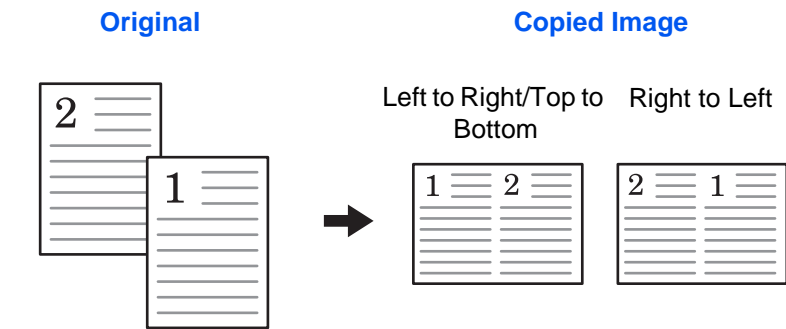 Original
Copied Image
Left to Right/Top to
Bottom
Right to Left
2
1
1 2
2 1